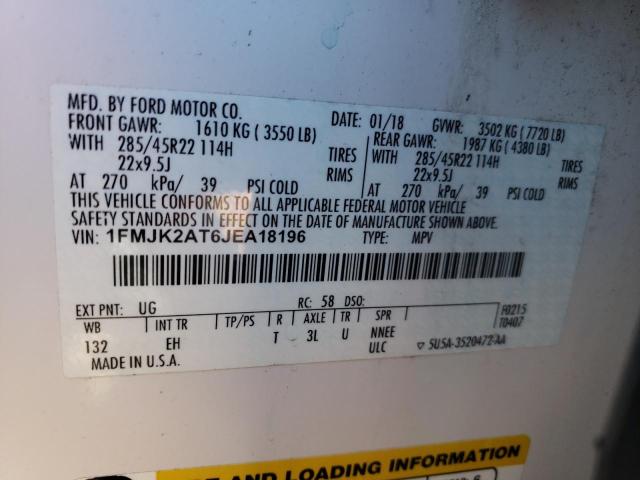 MFD. BY FORD MOTOR CO.
DATE: 01/18 GVWR: 3502 KG ( 7720 LB)
FRONT GAWR: 1610 KG ( 3550 LB) REAR GAWR: 1987 KG ( 4380 LB)
WITH 285/45R22 114H TIRES WITH 285/45R22 114H TIRES
22x9.5J RIMS 22x9.5J RIMS
AT 270 kPa/ 39 PSI COLD AT 270 kPa/ 39 PSI COLD
THIS VEHICLE CONFORMS TO ALL APPLICABLE FEDERAL MOTOR VEHICLE
SAFETY STANDARDS IN EFFECT ON THE DATE OF MANUFACTURE SHOWN ABOVE.
VIN: 1FMJK2AT6JEA18196 TYPE: MPV
EXT PNT: UG RC: 58 DSO: F0215
WB INT TR TP/PS R AXLE TR SPR T0407
132 EH T 3L U NNEE
ULC ▽ 5U5A-3520472-AA
MADE IN U.S.A.
AND LOADING INFORMATION